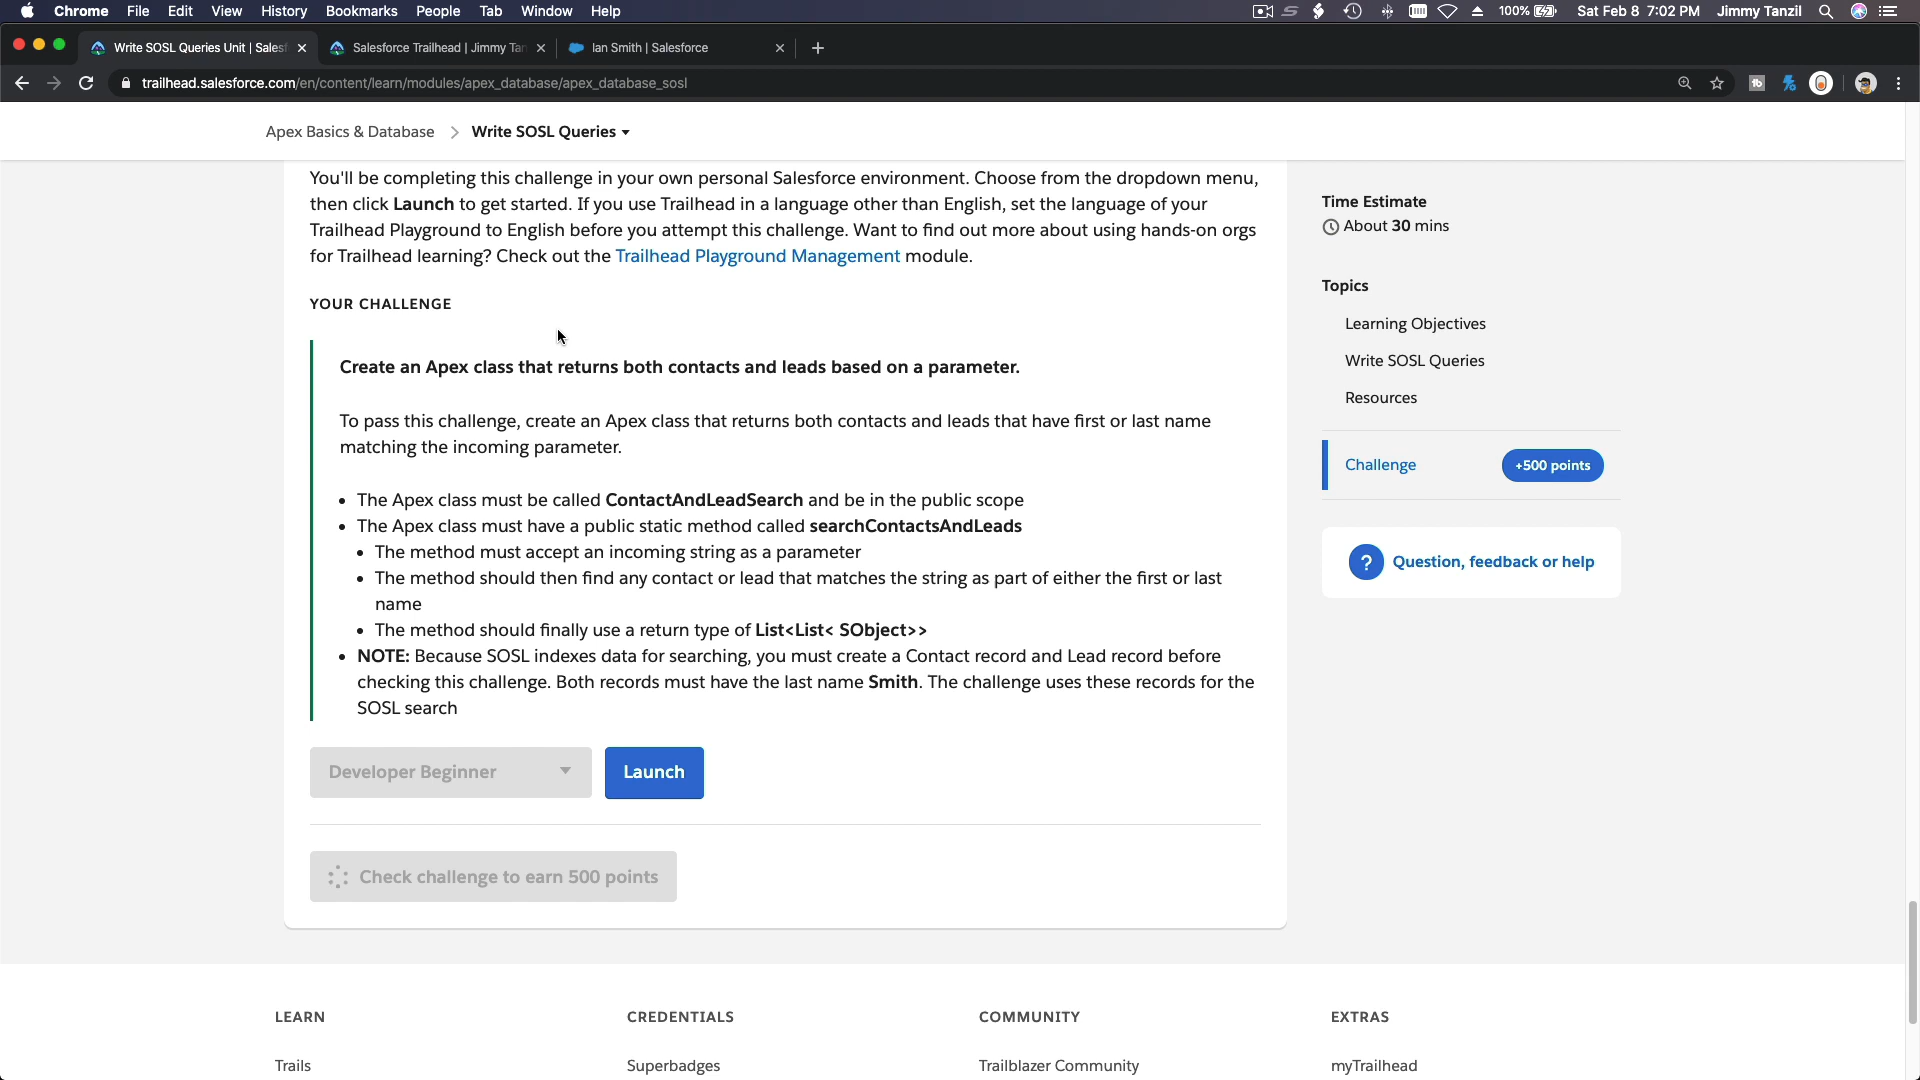 Chrome File Edit View History Bookmarks People Tab Window Help 100% Sat Feb 8 7:02 PM Jimmy Tanzil
Write SOSL Queries Unit | Salesf Salesforce Trailhead | Jimmy Tan Ian Smith | Salesforce
trailhead.salesforce.com/en/content/learn/modules/apex_database/apex_database_sosl
Apex Basics & Database > Write SOSL Queries
You'll be completing this challenge in your own personal Salesforce environment. Choose from the dropdown menu,
then click Launch to get started. If you use Trailhead in a language other than English, set the language of your
Trailhead Playground to English before you attempt this challenge. Want to find out more about using hands-on orgs
for Trailhead learning? Check out the Trailhead Playground Management module.
YOUR CHALLENGE
Create an Apex class that returns both contacts and leads based on a parameter.
To pass this challenge, create an Apex class that returns both contacts and leads that have first or last name
matching the incoming parameter.
• The Apex class must be called ContactAndLeadSearch and be in the public scope
• The Apex class must have a public static method called searchContactsAndLeads
• The method must accept an incoming string as a parameter
• The method should then find any contact or lead that matches the string as part of either the first or last
name
• The method should finally use a return type of List<List< SObject>>
• NOTE: Because SOSL indexes data for searching, you must create a Contact record and Lead record before
checking this challenge. Both records must have the last name Smith. The challenge uses these records for the
SOSL search
Developer Beginner
Launch
Check challenge to earn 500 points
Time Estimate
About 30 mins
Topics
Learning Objectives
Write SOSL Queries
Resources
Challenge +500 points
? Question, feedback or help
LEARN CREDENTIALS COMMUNITY EXTRAS
Trails Superbadges Trailblazer Community myTrailhead